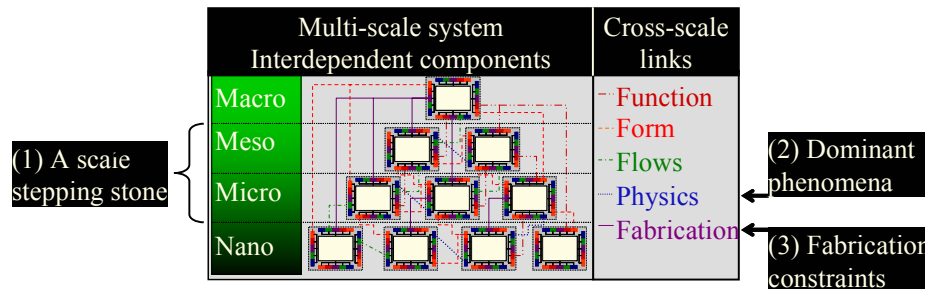 Multi-scale system
Interdependent components
Cross-scale
links
Macro
Meso
Micro
Nano
Function
Form
Flows
Physics
Fabrication
(1) A scale
stepping stone
(2) Dominant
phenomena
(3) Fabrication
constraints